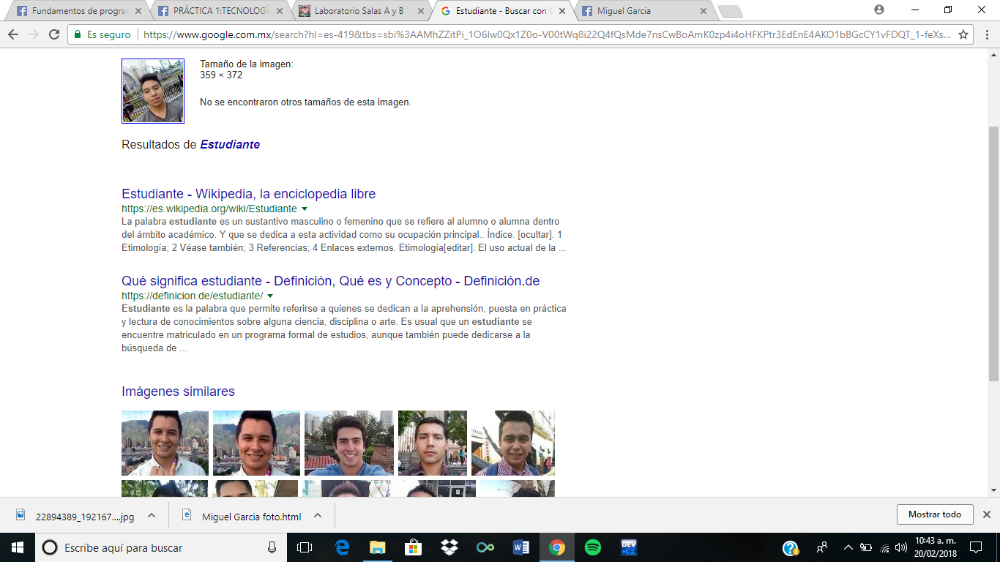 Fundamentos de progra
PRÁCTICA 1:TECNOLOGÍ
Laboratorio Salas A y B
Estudiante - Buscar con
Miguel Garcia
Es seguro
https://www.google.com.mx/search?hl=es-419&tbs=sbi%3AAMhZZitPi_1O6lw0Qx1Z0o-V00tWq8i22Q4fQsMde7nsCwBoAmK0zp4i4oHFKPtr3EdEnE4AKO1bBGcCY1vFDQT_1-feXs...
Tamaño de la imagen:
359 × 372
No se encontraron otros tamaños de esta imagen.
Resultados de Estudiante
Estudiante - Wikipedia, la enciclopedia libre
https://es.wikipedia.org/wiki/Estudiante
La palabra estudiante es un sustantivo masculino o femenino que se refiere al alumno o alumna dentro
del ámbito académico. Y que se dedica a esta actividad como su ocupación principal.. Índice. [ocultar]. 1
Etimología; 2 Véase también; 3 Referencias; 4 Enlaces externos. Etimología[editar]. El uso actual de la ...
Qué significa estudiante - Definición, Qué es y Concepto - Definición.de
https://definicion.de/estudiante/
Estudiante es la palabra que permite referirse a quienes se dedican a la aprehensión, puesta en práctica
y lectura de conocimientos sobre alguna ciencia, disciplina o arte. Es usual que un estudiante se
encuentre matriculado en un programa formal de estudios, aunque también puede dedicarse a la
búsqueda de ...
Imágenes similares
22894389_192167....jpg
Miguel Garcia foto.html
Mostrar todo
Escribe aquí para buscar
DEV
10:43 a. m.
20/02/2018